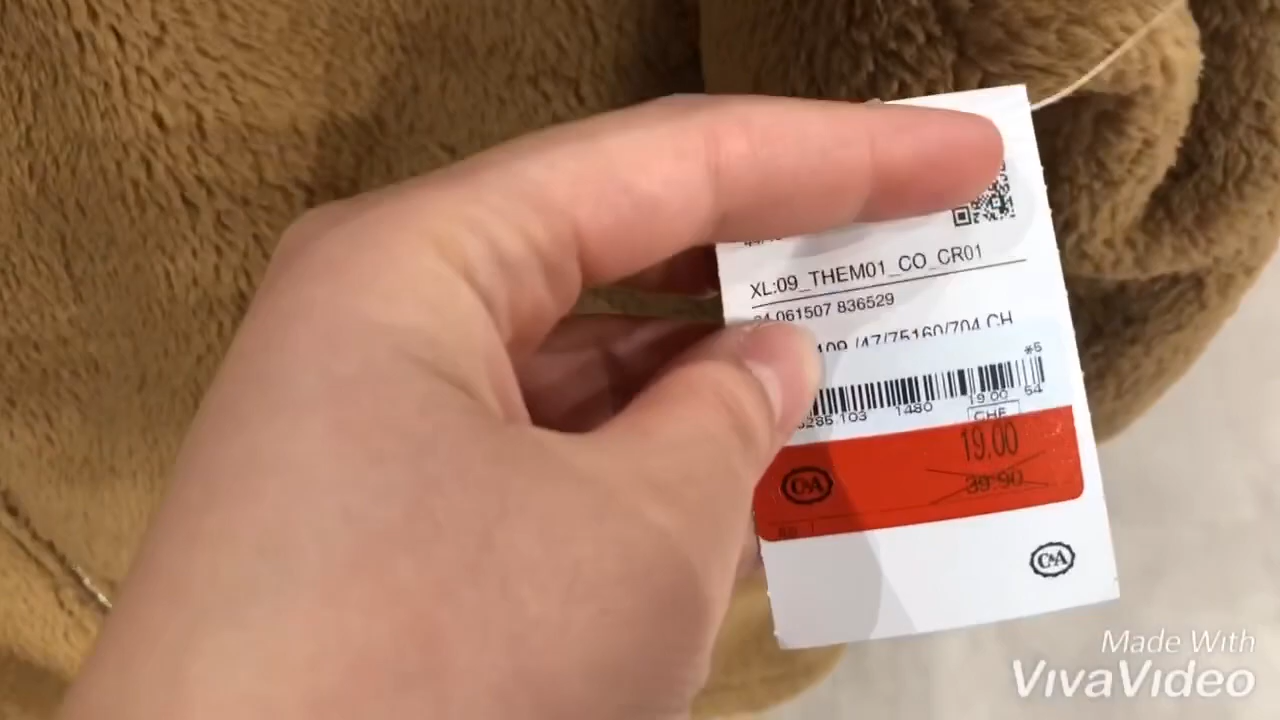 XL:09_THEM01_CO_CR01
061507 836529
/47/75160/704 CH
*5
1480
19 00
54
CHF
19.00
39.90
C&A
C&A
Made With
VivaVideo